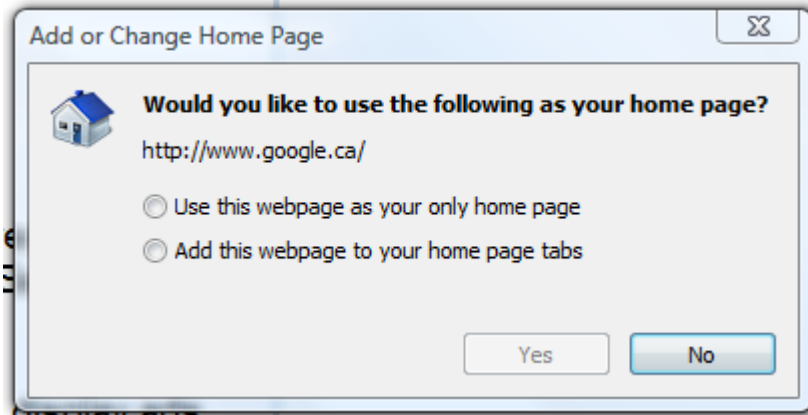 Add or Change Home Page
Would you like to use the following as your home page?
http://www.google.ca/
Use this webpage as your only home page
Add this webpage to your home page tabs
Yes No